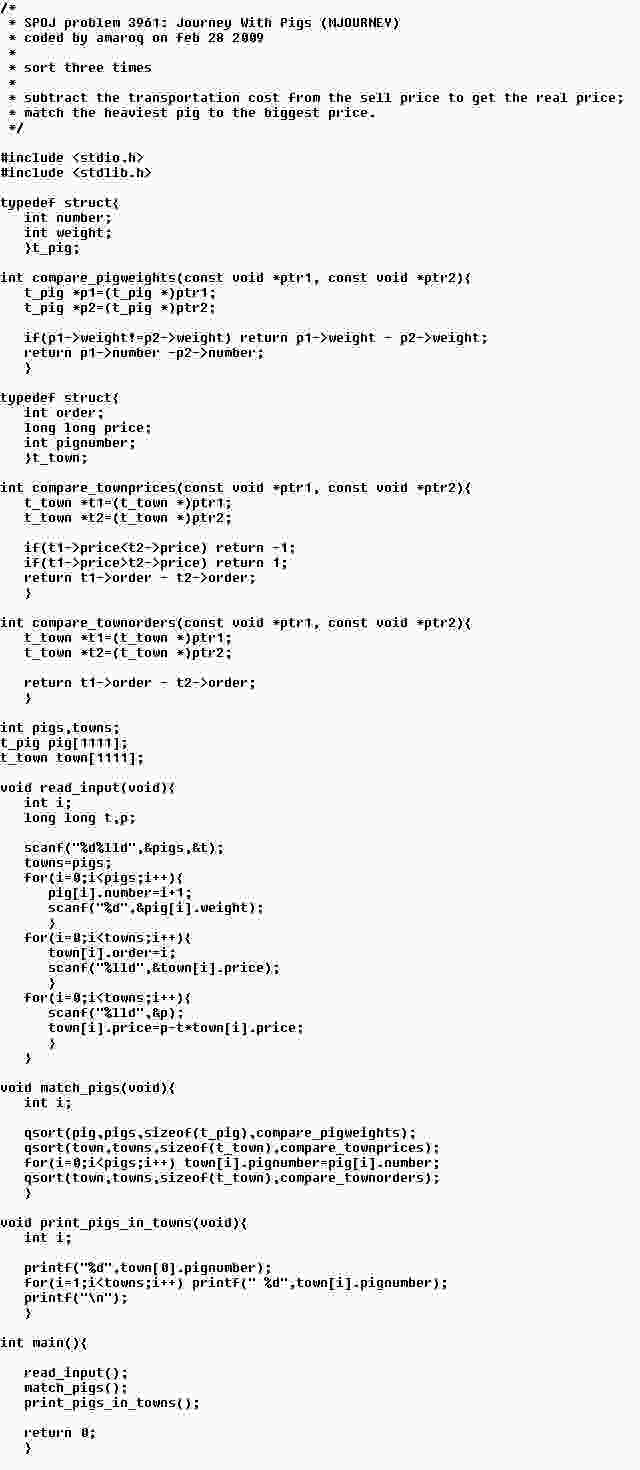 /*
 * SPOJ problem 3961: Journey With Pigs (NJOURNEY)
 * coded by amaroq on feb 28 2009
 *
 * sort three times
 *
 * subtract the transportation cost from the sell price to get the real price;
 * match the heaviest pig to the biggest price.
 */

#include <stdio.h>
#include <stdlib.h>

typedef struct{
   int number;
   int weight;
   }t_pig;

int compare_pigweights(const void *ptr1, const void *ptr2){
   t_pig *p1=(t_pig *)ptr1;
   t_pig *p2=(t_pig *)ptr2;

   if(p1->weight!=p2->weight) return p1->weight - p2->weight;
   return p1->number -p2->number;
   }

typedef struct{
   int order;
   long long price;
   int pignumber;
   }t_town;

int compare_townprices(const void *ptr1, const void *ptr2){
   t_town *t1=(t_town *)ptr1;
   t_town *t2=(t_town *)ptr2;

   if(t1->price<t2->price) return -1;
   if(t1->price>t2->price) return 1;
   return t1->order - t2->order;
   }

int compare_townorders(const void *ptr1, const void *ptr2){
   t_town *t1=(t_town *)ptr1;
   t_town *t2=(t_town *)ptr2;

   return t1->order - t2->order;
   }

int pigs,towns;
t_pig pig[1111];
t_town town[1111];

void read_input(void){
   int i;
   long long t,p;

   scanf("%d%lld",&pigs,&t);
   towns=pigs;
   for(i=0;i<pigs;i++){
      pig[i].number=i+1;
      scanf("%d",&pig[i].weight);
      }
   for(i=0;i<towns;i++){
      town[i].order=i;
      scanf("%lld",&town[i].price);
      }
   for(i=0;i<towns;i++){
      scanf("%lld",&p);
      town[i].price=p-t*town[i].price;
      }
   }

void match_pigs(void){
   int i;

   qsort(pig,pigs,sizeof(t_pig),compare_pigweights);
   qsort(town,towns,sizeof(t_town),compare_townprices);
   for(i=0;i<pigs;i++) town[i].pignumber=pig[i].number;
   qsort(town,towns,sizeof(t_town),compare_townorders);
   }

void print_pigs_in_towns(void){
   int i;

   printf("%d",town[0].pignumber);
   for(i=1;i<towns;i++) printf(" %d",town[i].pignumber);
   printf("\n");
   }

int main(){

   read_input();
   match_pigs();
   print_pigs_in_towns();

   return 0;
   }